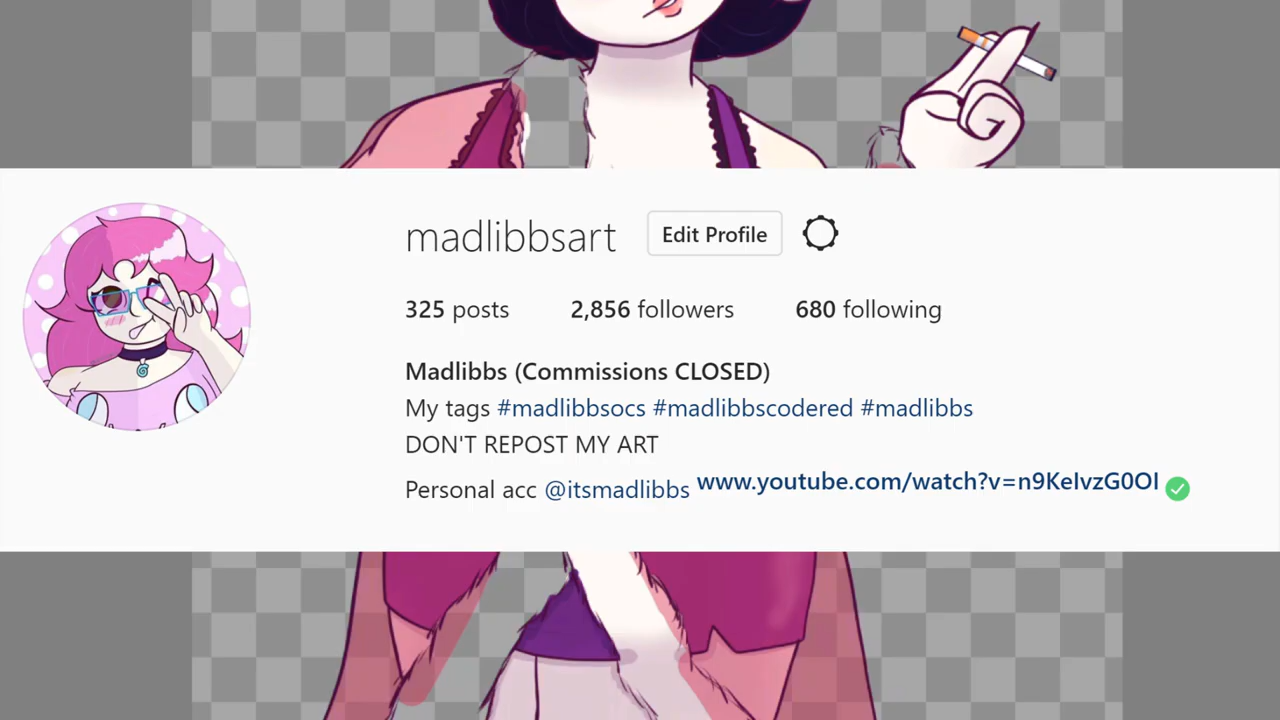 madlibbsart Edit Profile
325 posts 2,856 followers 680 following
Madlibbs (Commissions CLOSED)
My tags #madlibbsocs #madlibbscodered #madlibbs
DON'T REPOST MY ART
Personal acc @itsmadlibbs www.youtube.com/watch?v=n9KeIvzG0OI